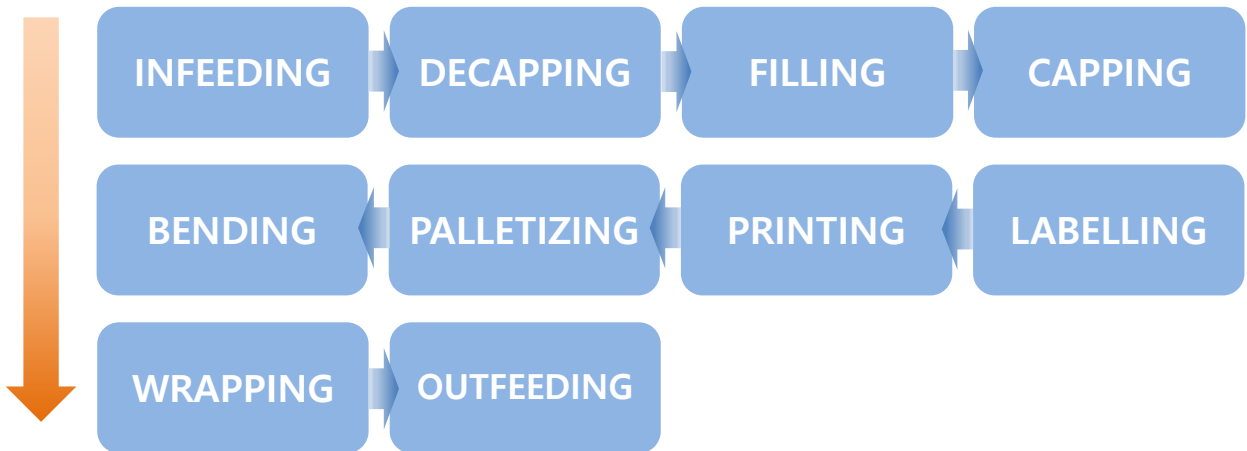 INFEEDING
DECAPPING
FILLING
CAPPING
BENDING
PALLETIZING
PRINTING
LABELLING
WRAPPING
OUTFEEDING